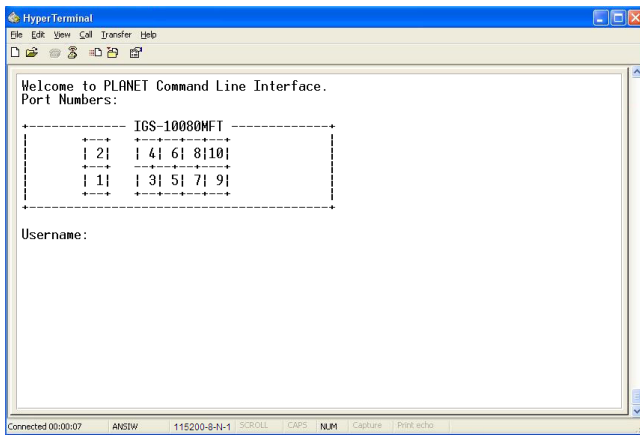 HyperTerminal
File Edit View Call Transfer Help
Welcome to PLANET Command Line Interface.
Port Numbers:
+------------- IGS-10080MFT -------------+
| 2| | 4| 6| 8|10|
| 1| | 3| 5| 7| 9|
Username:
Connected 00:00:07 ANSIW 115200-8-N-1 SCROLL CAPS NUM Capture Print echo